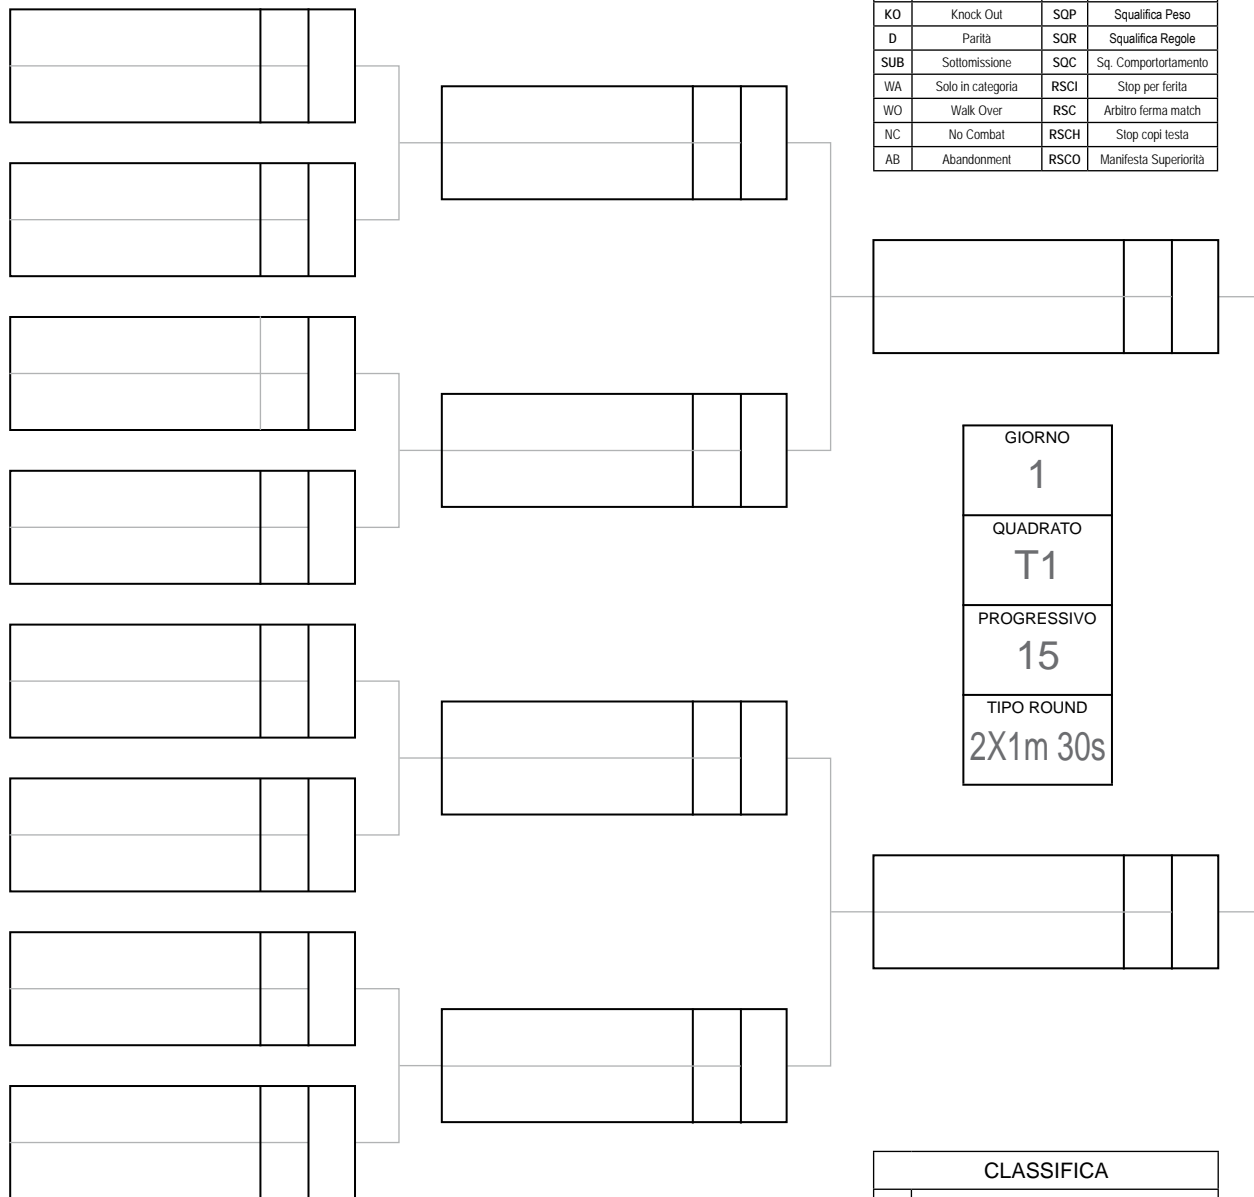 KO Knock Out SQP Squalifica Peso
D Parità SQR Squalifica Regole
SUB Sottomissione SQC Sq. Comportortamento
WA Solo in categoria RSCI Stop per ferita
WO Walk Over RSC Arbitro ferma match
NC No Combat RSCH Stop copi testa
AB Abandonment RSCO Manifesta Superiorità
GIORNO
1
QUADRATO
T1
PROGRESSIVO
15
TIPO ROUND
2X1m 30s
CLASSIFICA